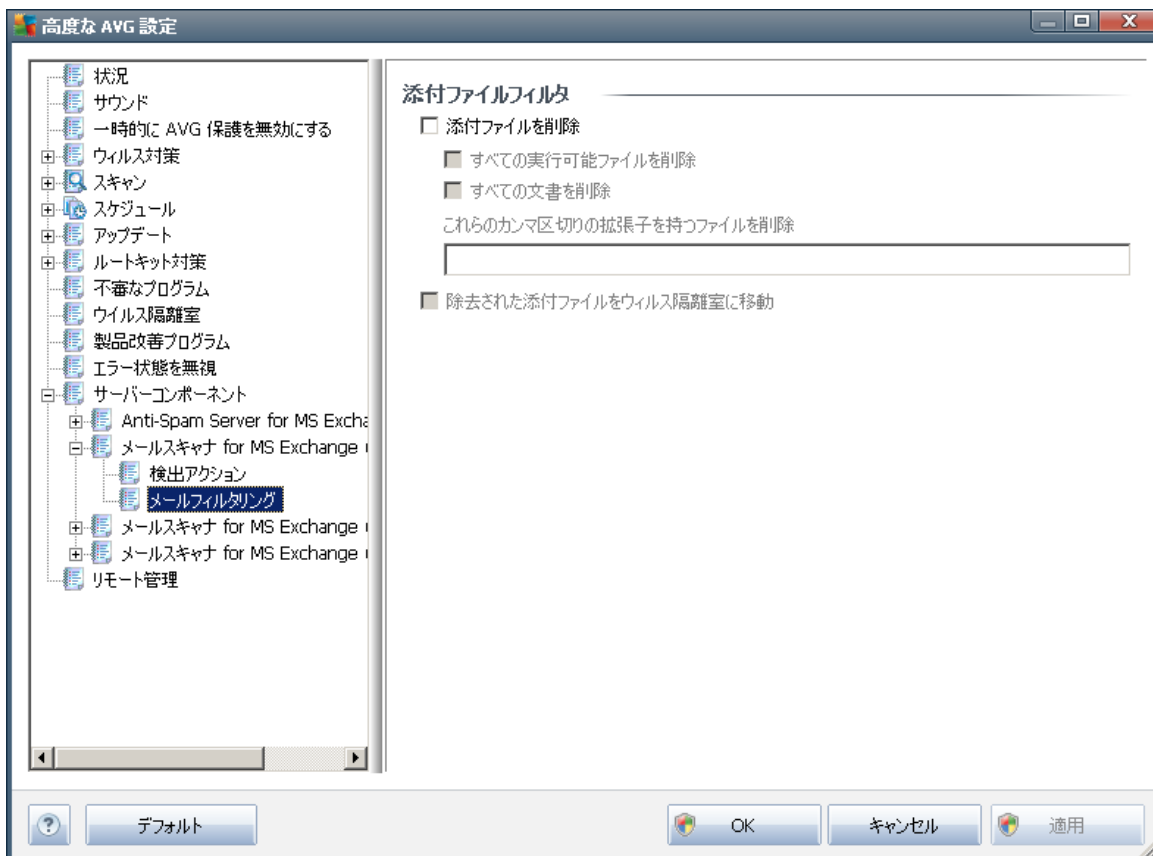 高度な AVG 設定
状況
サウンド
一時的に AVG 保護を無効にする
ウィルス対策
スキャン
スケジュール
アップデート
ルートキット対策
不審なプログラム
ウイルス隔離室
製品改善プログラム
エラー状態を無視
サーバーコンポーネント
Anti-Spam Server for MS Excha
メールスキャナ for MS Exchange
検出アクション
メールフィルタリング
メールスキャナ for MS Exchange
メールスキャナ for MS Exchange
リモート管理
添付ファイルフィルタ
添付ファイルを削除
すべての実行可能ファイルを削除
すべての文書を削除
これらのカンマ区切りの拡張子を持つファイルを削除
除去された添付ファイルをウィルス隔離室に移動
?
デフォルト
OK
キャンセル
適用